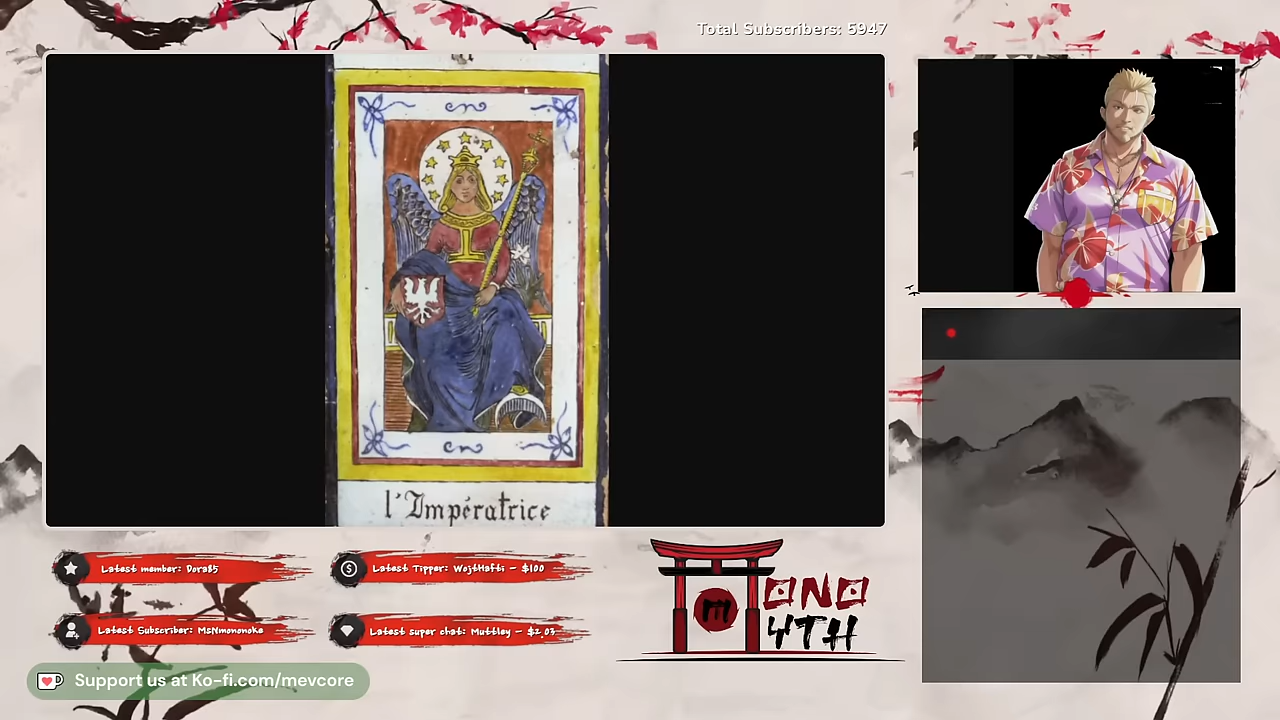 Total Subscribers: 5947
l'Impératrice
Latest member: Dora85
Latest Tipper: WojtHafti - $100
Latest Subscriber: MsNmononoke
Latest super chat: Muttley - $2.03
m
ONO
4TH
Support us at Ko-fi.com/mevcore